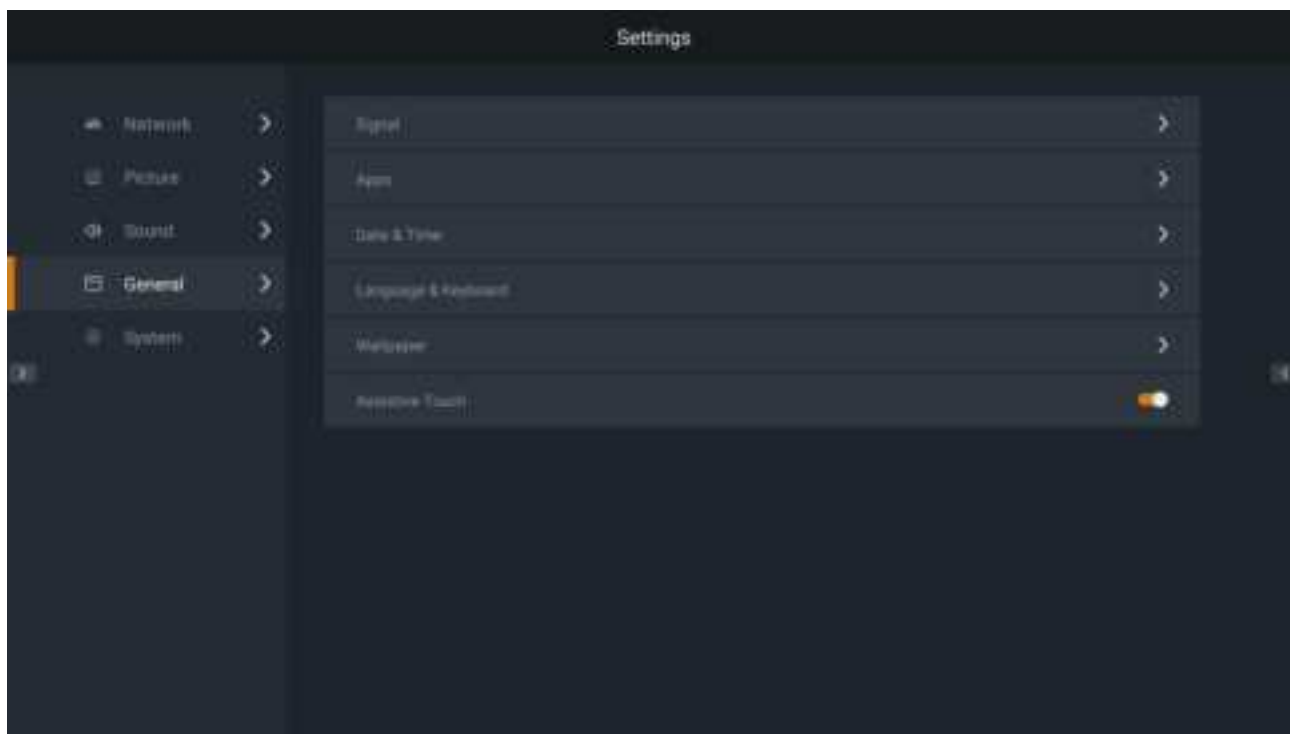 Settings
Network
Picture
Sound
General
System
Signal
Apps
Date & Time
Language & Keyboard
Wallpaper
Assistive Touch